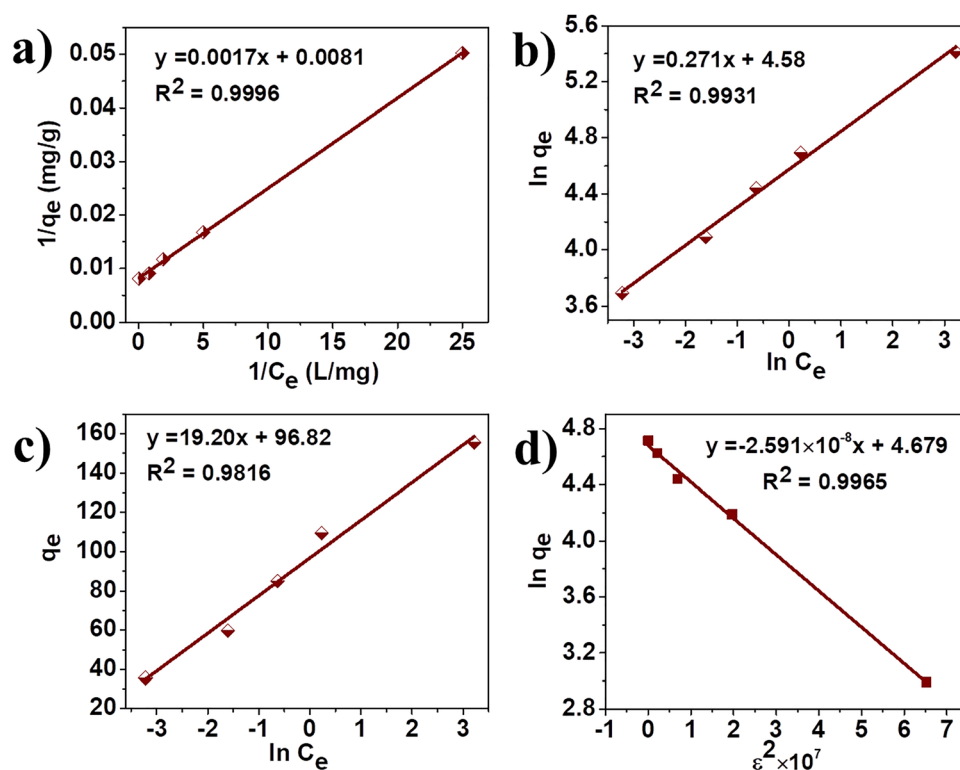 a)
y =0.0017x + 0.0081
R² = 0.9996
0.05
0.04
0.03
0.02
0.01
0.00
1/qₑ (mg/g)
0 5 10 15 20 25
1/Cₑ (L/mg)
b)
y =0.271x + 4.58
R² = 0.9931
5.6
5.2
4.8
4.4
4.0
3.6
ln qₑ
-3 -2 -1 0 1 2 3
ln Cₑ
c)
y =19.20x + 96.82
R² = 0.9816
160
140
120
100
80
60
40
20
qₑ
-3 -2 -1 0 1 2 3
ln Cₑ
d)
y =-2.591×10⁻⁸x + 4.679
R² = 0.9965
4.8
4.4
4.0
3.6
3.2
2.8
ln qₑ
-1 0 1 2 3 4 5 6 7
ε²×10⁷